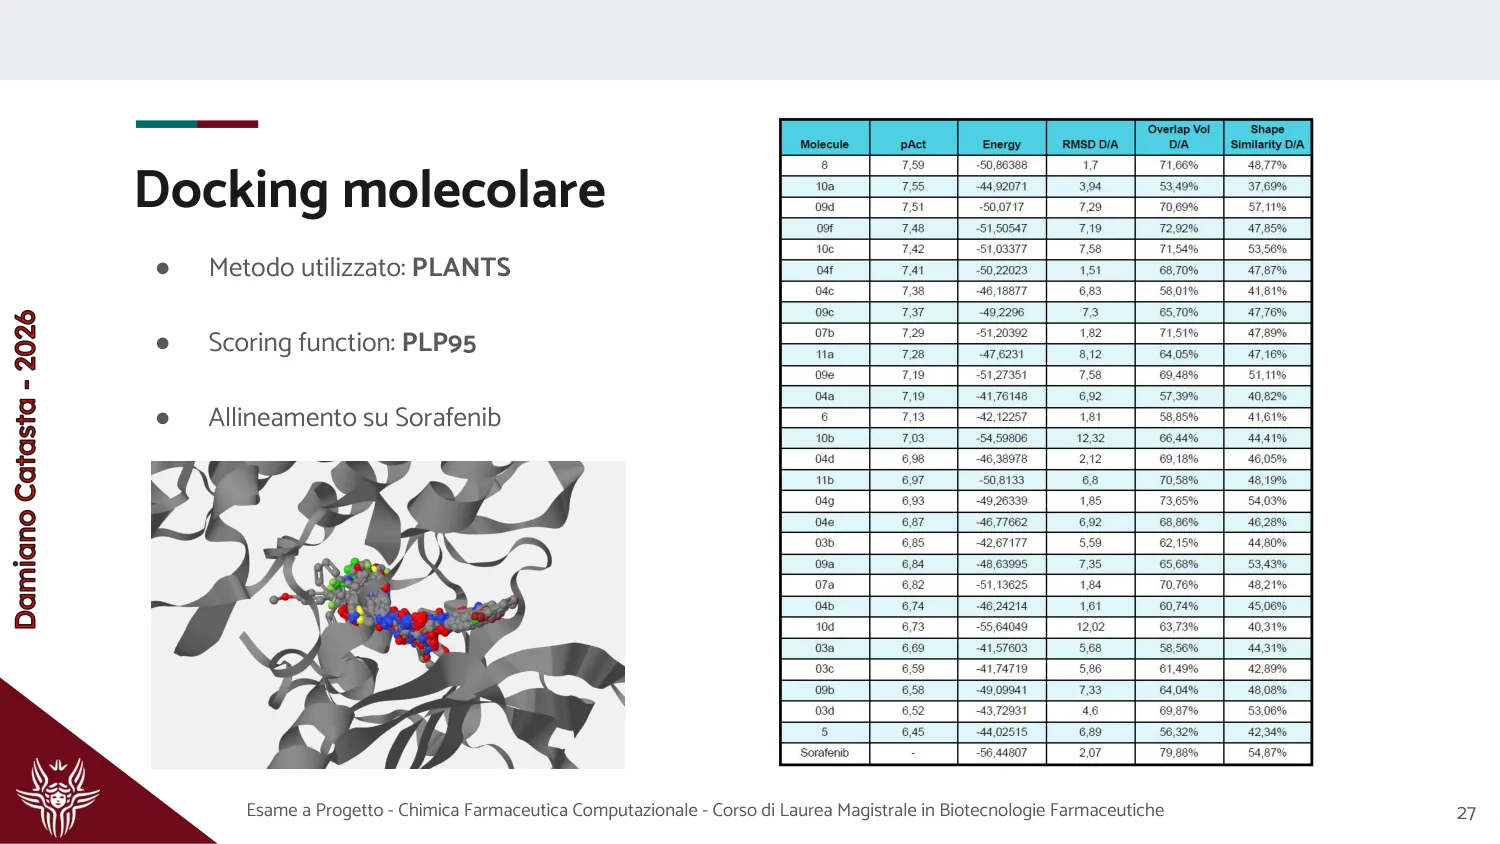 Docking molecolare
● Metodo utilizzato: PLANTS
● Scoring function: PLP95
● Allineamento su Sorafenib
Damiano Catasta - 2026
Molecule pAct Energy RMSD D/A Overlap Vol D/A Shape Similarity D/A
8 7,59 -50,86388 1,7 71,66% 48,77%
10a 7,55 -44,92071 3,94 53,49% 37,69%
09d 7,51 -50,0717 7,29 70,69% 57,11%
09f 7,48 -51,50547 7,19 72,92% 47,85%
10c 7,42 -51,03377 7,58 71,54% 53,56%
04f 7,41 -50,22023 1,51 68,70% 47,87%
04c 7,38 -46,18877 6,83 58,01% 41,81%
09c 7,37 -49,2296 7,3 65,70% 47,76%
07b 7,29 -51,20392 1,82 71,51% 47,89%
11a 7,28 -47,6231 8,12 64,05% 47,16%
09e 7,19 -51,27351 7,58 69,48% 51,11%
04a 7,19 -41,76148 6,92 57,39% 40,82%
6 7,13 -42,12257 1,81 58,85% 41,61%
10b 7,03 -54,59806 12,32 66,44% 44,41%
04d 6,98 -46,38978 2,12 69,18% 46,05%
11b 6,97 -50,8133 6,8 70,58% 48,19%
04g 6,93 -49,26339 1,85 73,65% 54,03%
04e 6,87 -46,77662 6,92 68,86% 46,28%
03b 6,85 -42,67177 5,59 62,15% 44,80%
09a 6,84 -48,63995 7,35 65,68% 53,43%
07a 6,82 -51,13625 1,84 70,76% 48,21%
04b 6,74 -46,24214 1,61 60,74% 45,06%
10d 6,73 -55,64049 12,02 63,73% 40,31%
03a 6,69 -41,57603 5,68 58,56% 44,31%
03c 6,59 -41,74719 5,86 61,49% 42,89%
09b 6,58 -49,09941 7,33 64,04% 48,08%
03d 6,52 -43,72931 4,6 69,87% 53,06%
5 6,45 -44,02515 6,89 56,32% 42,34%
Sorafenib - -56,44807 2,07 79,88% 54,87%
Esame a Progetto - Chimica Farmaceutica Computazionale - Corso di Laurea Magistrale in Biotecnologie Farmaceutiche
27